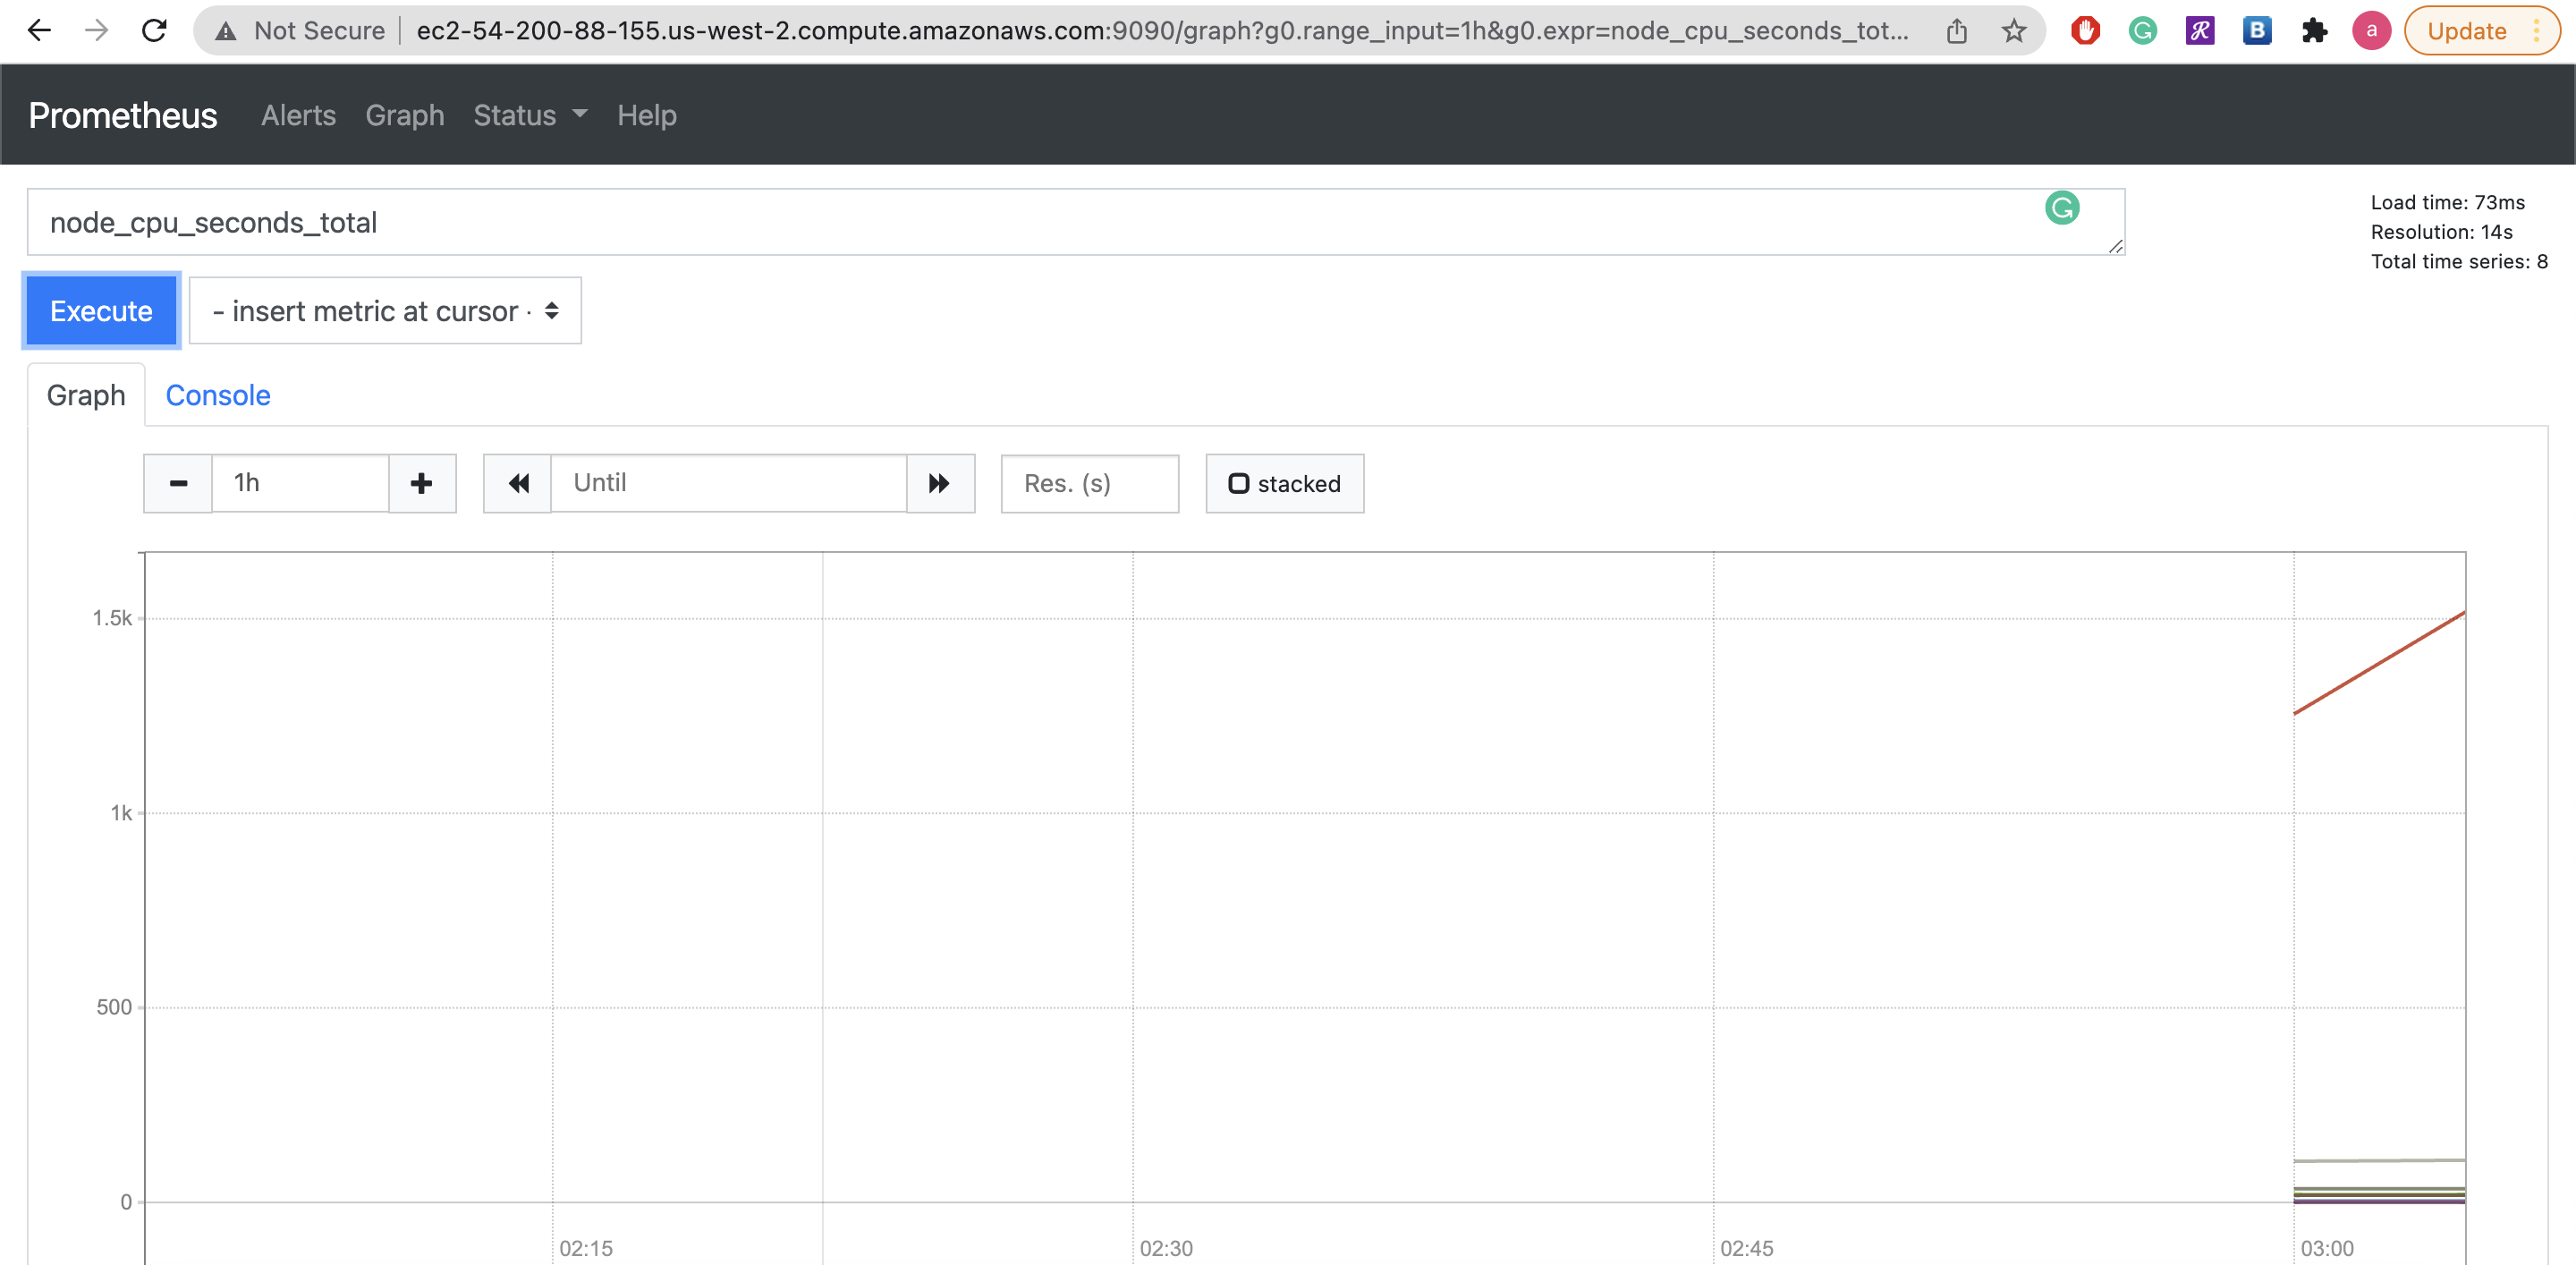 Not Secure ec2-54-200-88-155.us-west-2.compute.amazonaws.com:9090/graph?g0.range_input=1h&g0.expr=node_cpu_seconds_tot... a Update
Prometheus Alerts Graph Status Help
node_cpu_seconds_total
Load time: 73ms
Resolution: 14s
Total time series: 8
Execute - insert metric at cursor -
Graph Console
1h Until Res. (s) stacked
1.5k
1k
500
0
02:15 02:30 02:45 03:00